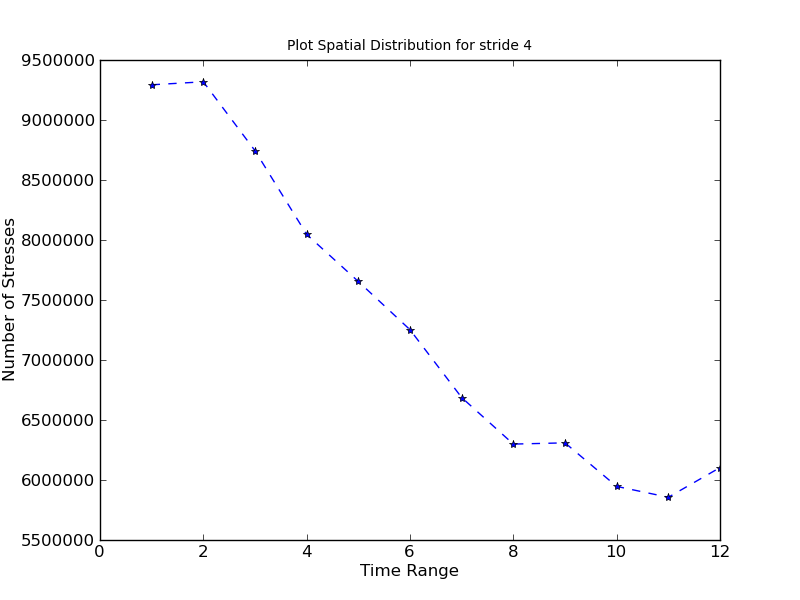 Plot Spatial Distribution for stride 4
9500000
9000000
8500000
8000000
7500000
7000000
6500000
6000000
5500000
Number of Stresses
0 2 4 6 8 10 12
Time Range